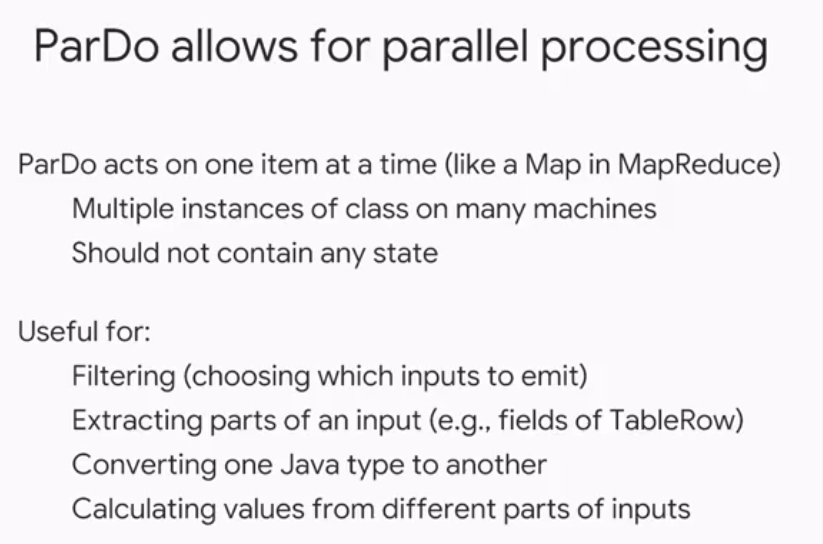 ParDo allows for parallel processing
ParDo acts on one item at a time (like a Map in MapReduce)
Multiple instances of class on many machines
Should not contain any state
Useful for:
Filtering (choosing which inputs to emit)
Extracting parts of an input (e.g., fields of TableRow)
Converting one Java type to another
Calculating values from different parts of inputs